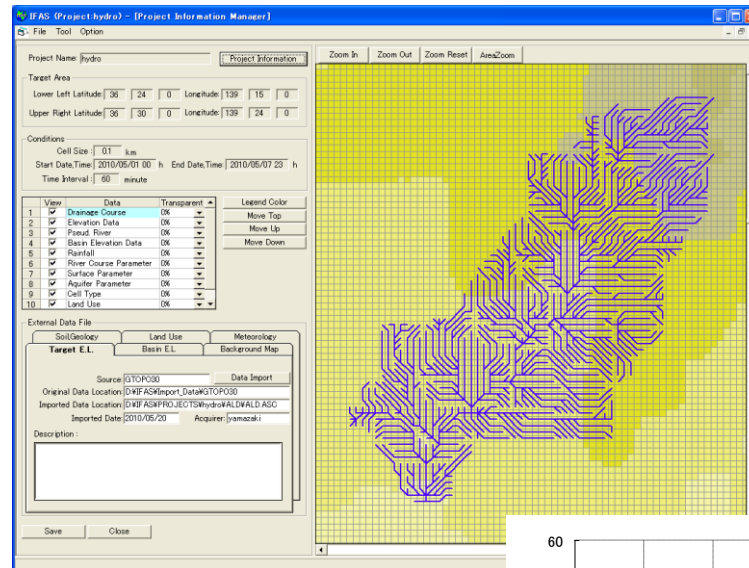 IFAS (Project:hydro) - [Project Information Manager]
File Tool Option
Project Name: hydro Project Information
Target Area
Lower Left Latitude: 36 24 0 Longitude: 139 15 0
Upper Right Latitude: 36 30 0 Longitude: 139 24 0
Conditions
Cell Size : 0.1 km
Start Date,Time: 2010/05/01 00 h End Date,Time: 2010/05/07 23 h
Time Interval : 60 minute
View Data Transparent
1 Drainage Course 0%
2 Elevation Data 0%
3 Pseud. River 0%
4 Basin Elevation Data 0%
5 Rainfall 0%
6 River Course Parameter 0%
7 Surface Parameter 0%
8 Aquifer Parameter 0%
9 Cell Type 0%
10 Land Use 0%
Legend Color
Move Top
Move Up
Move Down
External Data File
Soil,Geology Land Use Meteorology
Target E.L. Basin E.L Background Map
Source: GTOPO30 Data Import
Original Data Location: D:¥IFAS¥Import_Data¥GTOPO30
Imported Data Location: D:¥IFAS¥PROJECTS¥hydro¥ALD¥ALD.ASC
Imported Date: 2010/05/20 Acquirer: yamazaki
Description :
Save Close
Zoom In Zoom Out Zoom Reset AreaZoom
60